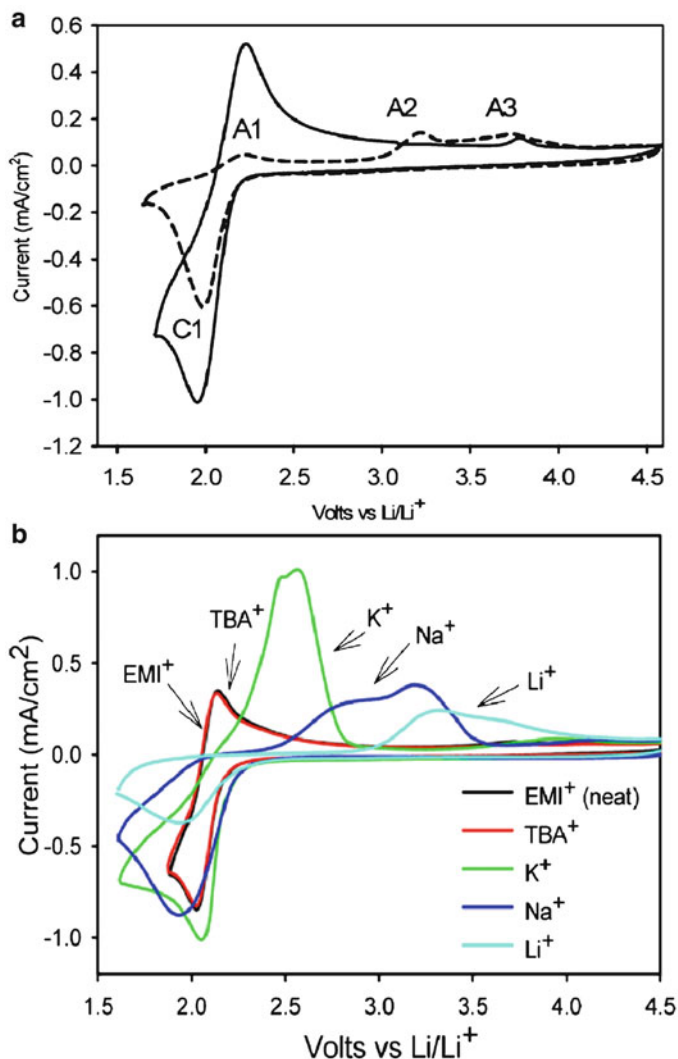 a
0.6
0.4
0.2
0.0
-0.2
-0.4
-0.6
-0.8
-1.0
-1.2
A1
A2
A3
C1
Current (mA/cm²)
1.5 2.0 2.5 3.0 3.5 4.0 4.5
Volts vs Li/Li⁺
b
1.0
0.5
0.0
-0.5
-1.0
TBA⁺
K⁺
Na⁺
EMI⁺
Li⁺
Current (mA/cm²)
EMI⁺ (neat)
TBA⁺
K⁺
Na⁺
Li⁺
1.5 2.0 2.5 3.0 3.5 4.0 4.5
Volts vs Li/Li⁺